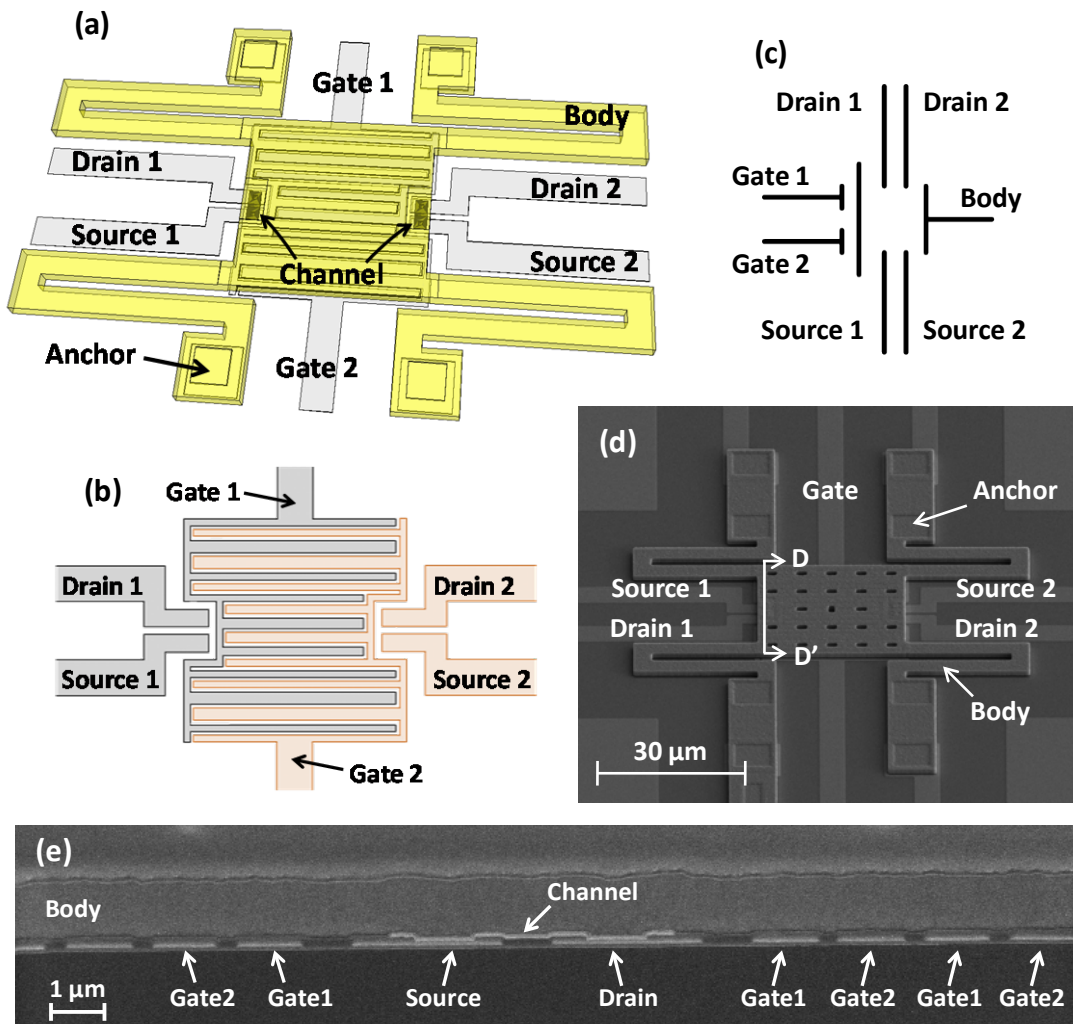 (a)
Gate 1
Body
Drain 1
Drain 2
Source 1
Channel
Source 2
Anchor
Gate 2
(b)
Gate 1
Drain 1
Drain 2
Source 1
Source 2
Gate 2
(c)
Drain 1 Drain 2
Gate 1
Body
Gate 2
Source 1 Source 2
(d)
Gate
Anchor
D
Source 1
Source 2
Drain 1
Drain 2
D’
Body
30 μm
(e)
Channel
Body
1 μm
Gate2 Gate1 Source Drain Gate1 Gate2 Gate1 Gate2